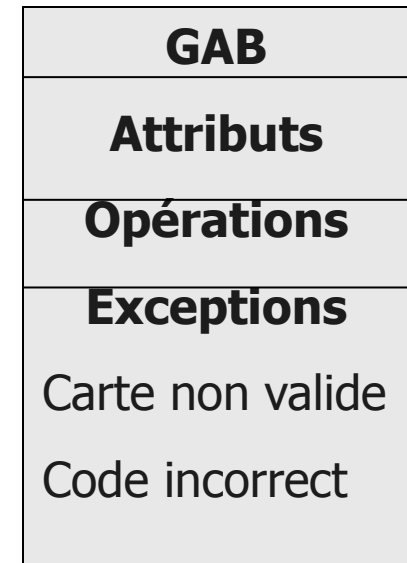 GAB
Attributs
Opérations
Exceptions
Carte non valide
Code incorrect